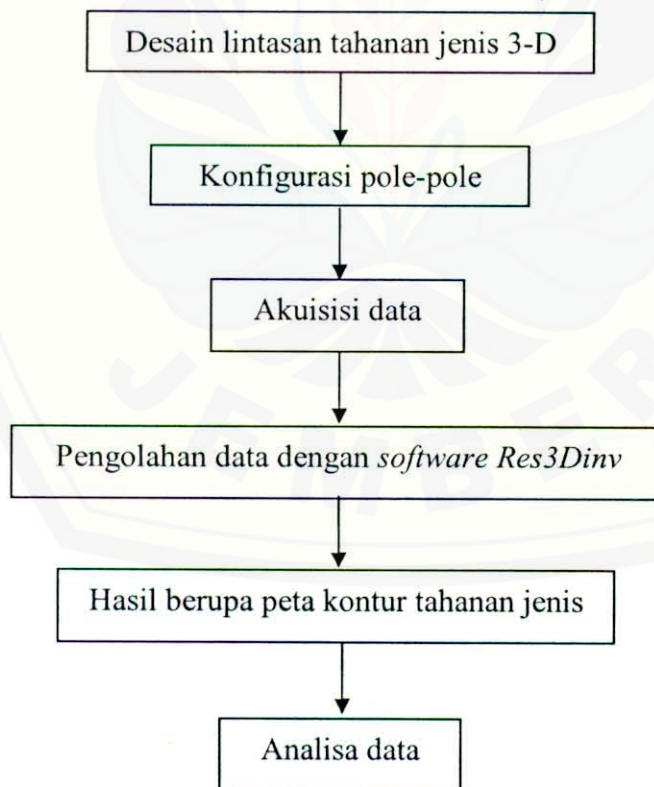 Desain lintasan tahanan jenis 3-D
Konfigurasi pole-pole
Akuisisi data
JEMBER
Pengolahan data dengan software Res3Dinv
Hasil berupa peta kontur tahanan jenis
Analisa data